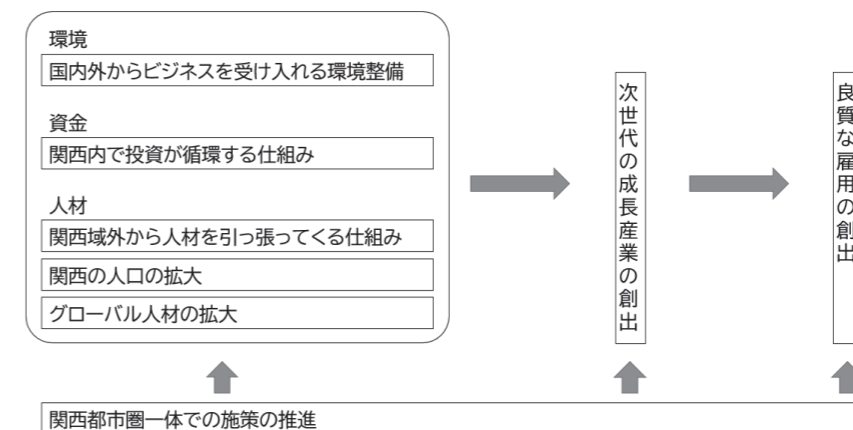 環境
国内外からビジネスを受け入れる環境整備
資金
関西内で投資が循環する仕組み
人材
関西域外から人材を引っ張ってくる仕組み
関西の人口の拡大
グローバル人材の拡大
次世代の成長産業の創出
良質な雇用の創出
関西都市圏一体での施策の推進